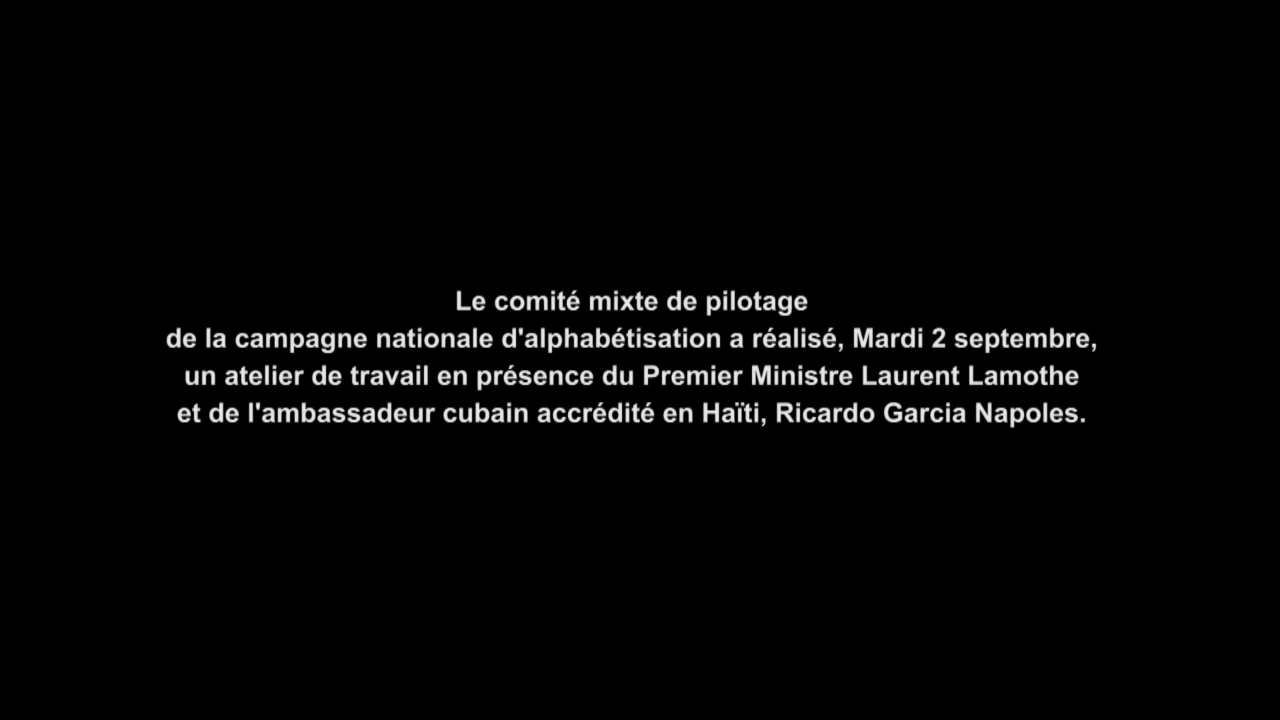 Le comité mixte de pilotage
de la campagne nationale d'alphabétisation a réalisé, Mardi 2 septembre,
un atelier de travail en présence du Premier Ministre Laurent Lamothe
et de l'ambassadeur cubain accrédité en Haïti, Ricardo Garcia Napoles.